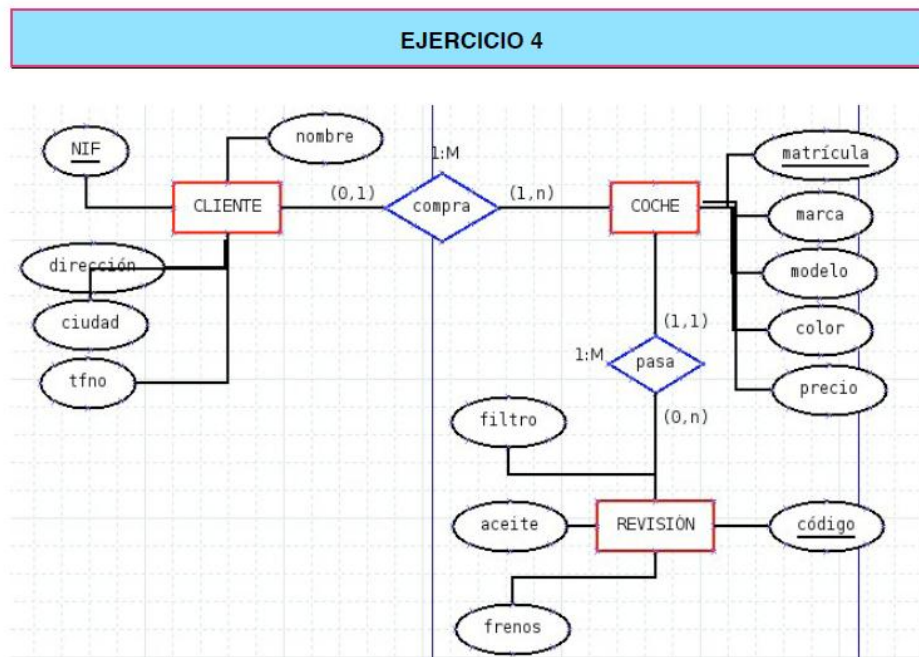 EJERCICIO 4
NIF
nombre
1:M
matrícula
CLIENTE
(0,1)
compra
(1,n)
COCHE
marca
dirección
modelo
ciudad
color
(1,1)
1:M
pasa
tfno
precio
(0,n)
filtro
aceite
REVISIÓN
código
frenos